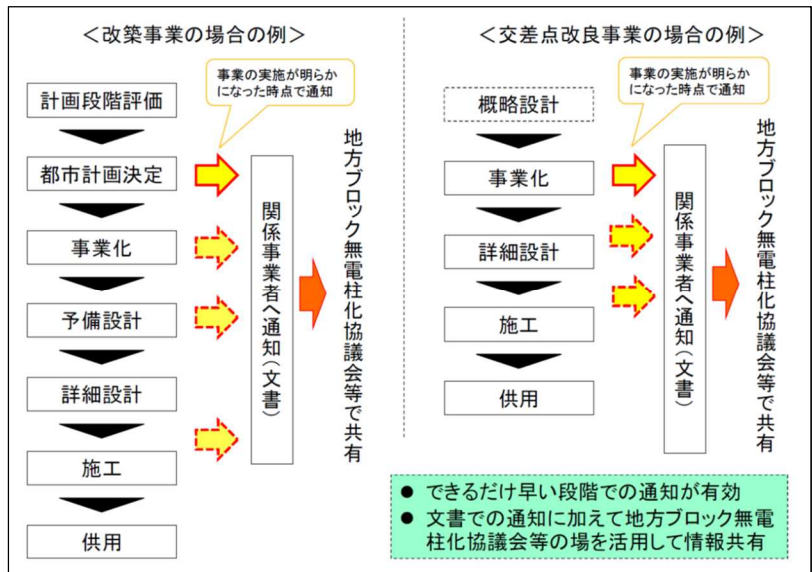 ＜改築事業の場合の例＞
事業の実施が明らか
になった時点で通知
計画段階評価
都市計画決定
事業化
予備設計
詳細設計
施工
供用
関係事業者へ通知(文書)
地方ブロック無電柱化協議会等で共有
＜交差点改良事業の場合の例＞
事業の実施が明らか
になった時点で通知
概略設計
事業化
詳細設計
施工
供用
関係事業者へ通知(文書)
地方ブロック無電柱化協議会等で共有
● できるだけ早い段階での通知が有効
● 文書での通知に加えて地方ブロック無電
柱化協議会等の場を活用して情報共有